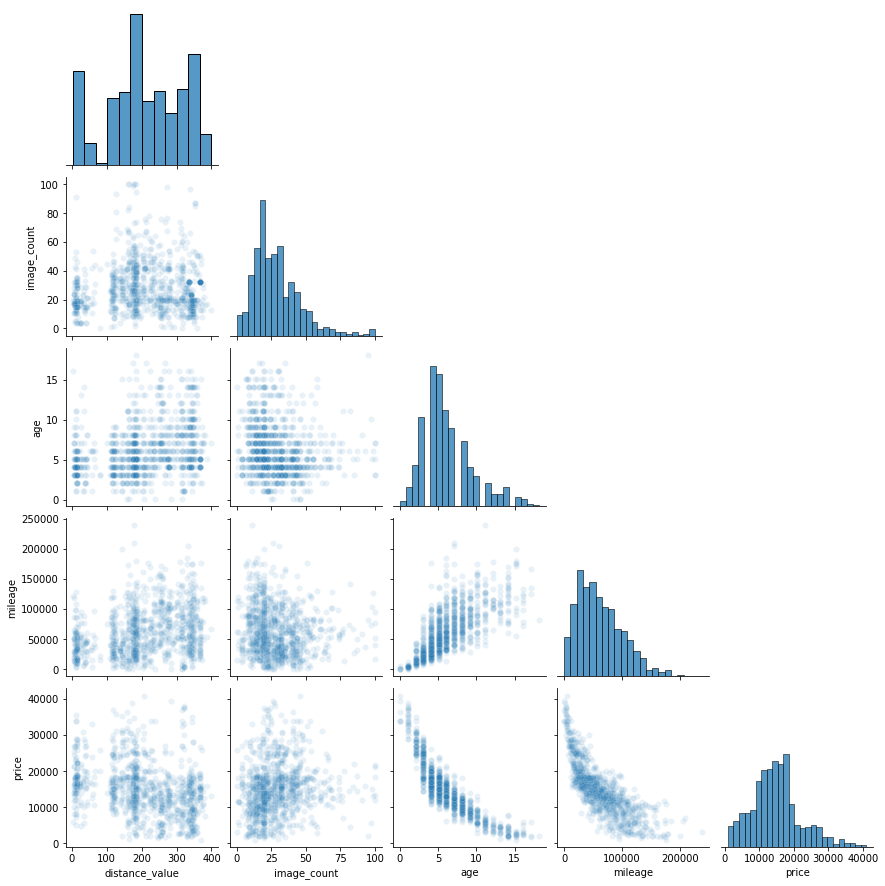 100
80
60
40
20
0
image_count
15
10
5
0
age
250000
200000
150000
100000
50000
0
mileage
40000
30000
20000
10000
0
price
0 100 200 300 400
distance_value
0 25 50 75 100
image_count
0 5 10 15
age
0 100000 200000
mileage
0 10000 20000 30000 40000
price